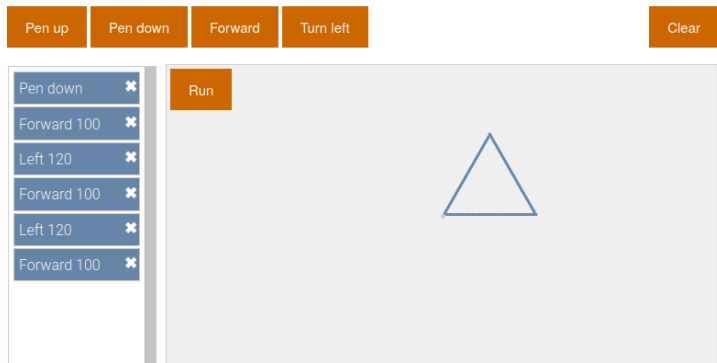 Pen up
Pen down
Forward
Turn left
Clear
Pen down
Forward 100
Left 120
Forward 100
Left 120
Forward 100
Run